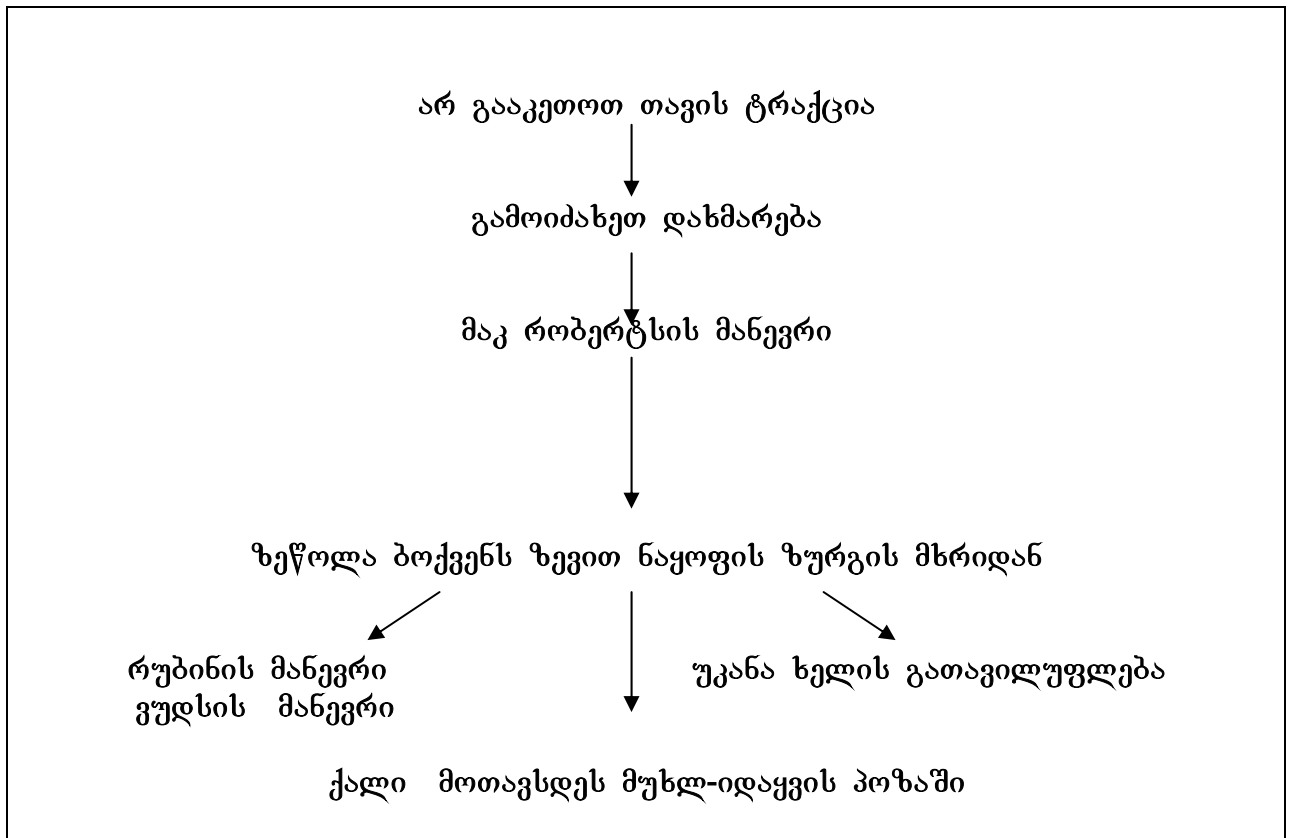 არ გააკეთოთ თავის ტრაქცია
გამოიძახეთ დახმარება
მაკ რობერტსის მანევრი
ზეწოლა ბოქვენს ზევით ნაყოფის ზურგის მხრიდან
რუბინის მანევრი
ვუდსის მანევრი
უკანა ხელის გათავილუფლება
ქალი მოთავსდეს მუხლ-იდაყვის პოზაში